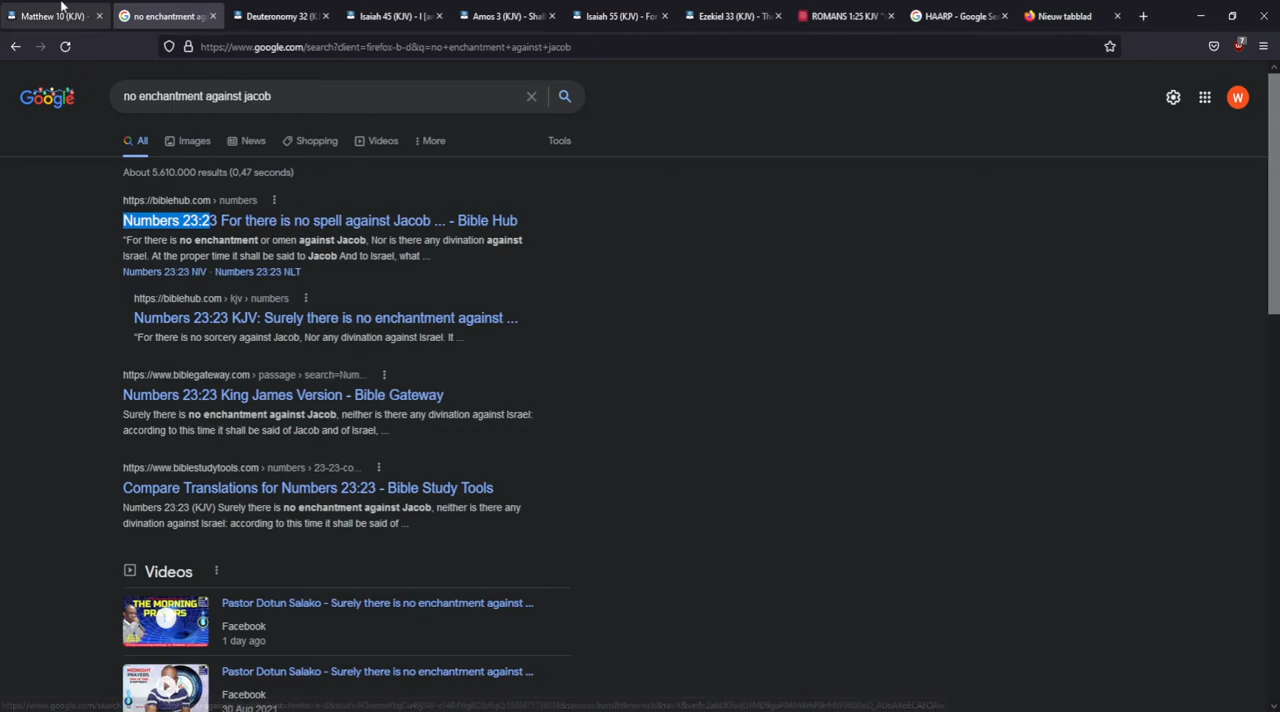 Matthew 10 (KJV) -
no enchantment aga
Deuteronomy 32 (KJ
Isaiah 45 (KJV) - I [a
Amos 3 (KJV) - Shall
Isaiah 55 (KJV) - For
Ezekiel 33 (KJV) - Th
ROMANS 1:25 KJV "
HAARP - Google Sea
Nieuw tabblad
https://www.google.com/search?client=firefox-b-d&q=no+enchantment+against+jacob
7
Google
no enchantment against jacob
W
All
Images
News
Shopping
Videos
More
Tools
About 5.610.000 results (0,47 seconds)
https://biblehub.com › numbers
Numbers 23:23 For there is no spell against Jacob ... - Bible Hub
“For there is no enchantment or omen against Jacob, Nor is there any divination against
Israel. At the proper time it shall be said to Jacob And to Israel, what ...
Numbers 23:23 NIV · Numbers 23:23 NLT
https://biblehub.com › kjv › numbers
Numbers 23:23 KJV: Surely there is no enchantment against ...
“For there is no sorcery against Jacob, Nor any divination against Israel. It ...
https://www.biblegateway.com › passage › search=Num...
Numbers 23:23 King James Version - Bible Gateway
Surely there is no enchantment against Jacob, neither is there any divination against Israel:
according to this time it shall be said of Jacob and of Israel, ...
https://www.biblestudytools.com › numbers › 23-23-co...
Compare Translations for Numbers 23:23 - Bible Study Tools
Numbers 23:23 (KJV) Surely there is no enchantment against Jacob, neither is there any
divination against Israel: according to this time it shall be said of ...
Videos
THE MORNING
PRAYERS
Pastor Dotun Salako - Surely there is no enchantment against ...
Facebook
1 day ago
MIDNIGHT
PRAYERS
Pastor Dotun Salako - Surely there is no enchantment against ...
Facebook
30 Aug 2021